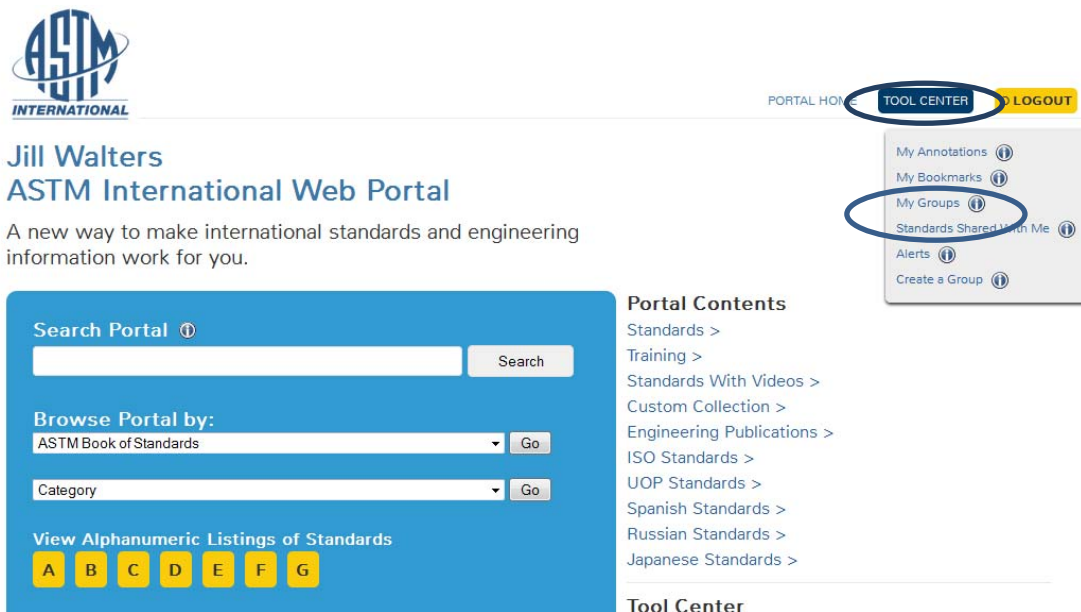 ASTM
INTERNATIONAL
PORTAL HOME TOOL CENTER LOGOUT
My Annotations
My Bookmarks
My Groups
Standards Shared With Me
Alerts
Create a Group
Jill Walters
ASTM International Web Portal
A new way to make international standards and engineering
information work for you.
Search Portal
Search
Browse Portal by:
ASTM Book of Standards Go
Category Go
View Alphanumeric Listings of Standards
A B C D E F G
Portal Contents
Standards >
Training >
Standards With Videos >
Custom Collection >
Engineering Publications >
ISO Standards >
UOP Standards >
Spanish Standards >
Russian Standards >
Japanese Standards >
Tool Center